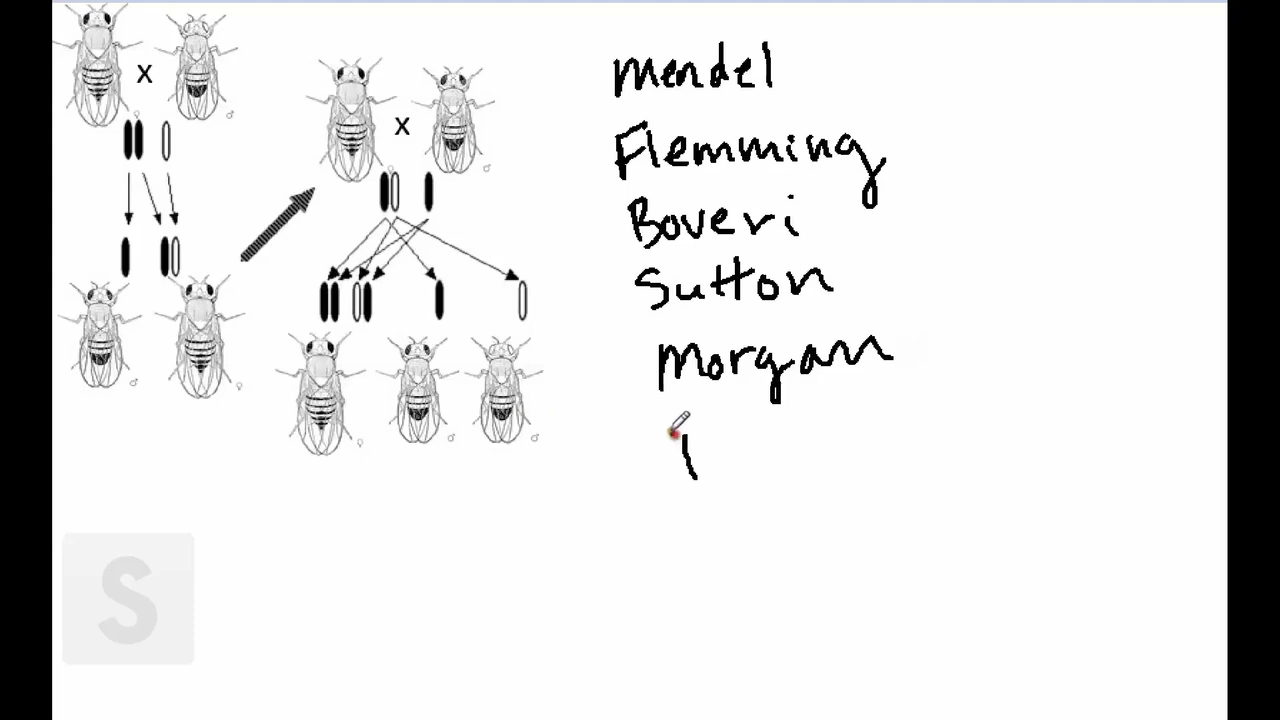 x
x
Mendel
Flemming
Boveri
Sutton
Morgan
S